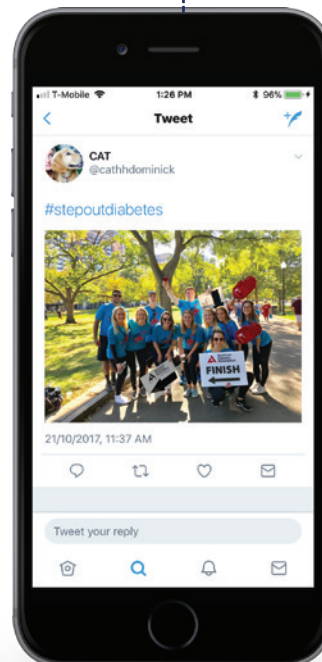 T-Mobile 1:26 PM 96%
Tweet
CAT
@cathhdominick
#stepoutdiabetes
FINISH
21/10/2017, 11:37 AM
Tweet your reply